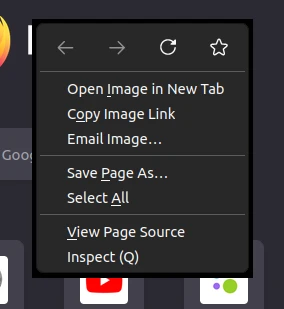 Goog
Open Image in New Tab
Copy Image Link
Email Image…
Save Page As…
Select All
View Page Source
Inspect (Q)